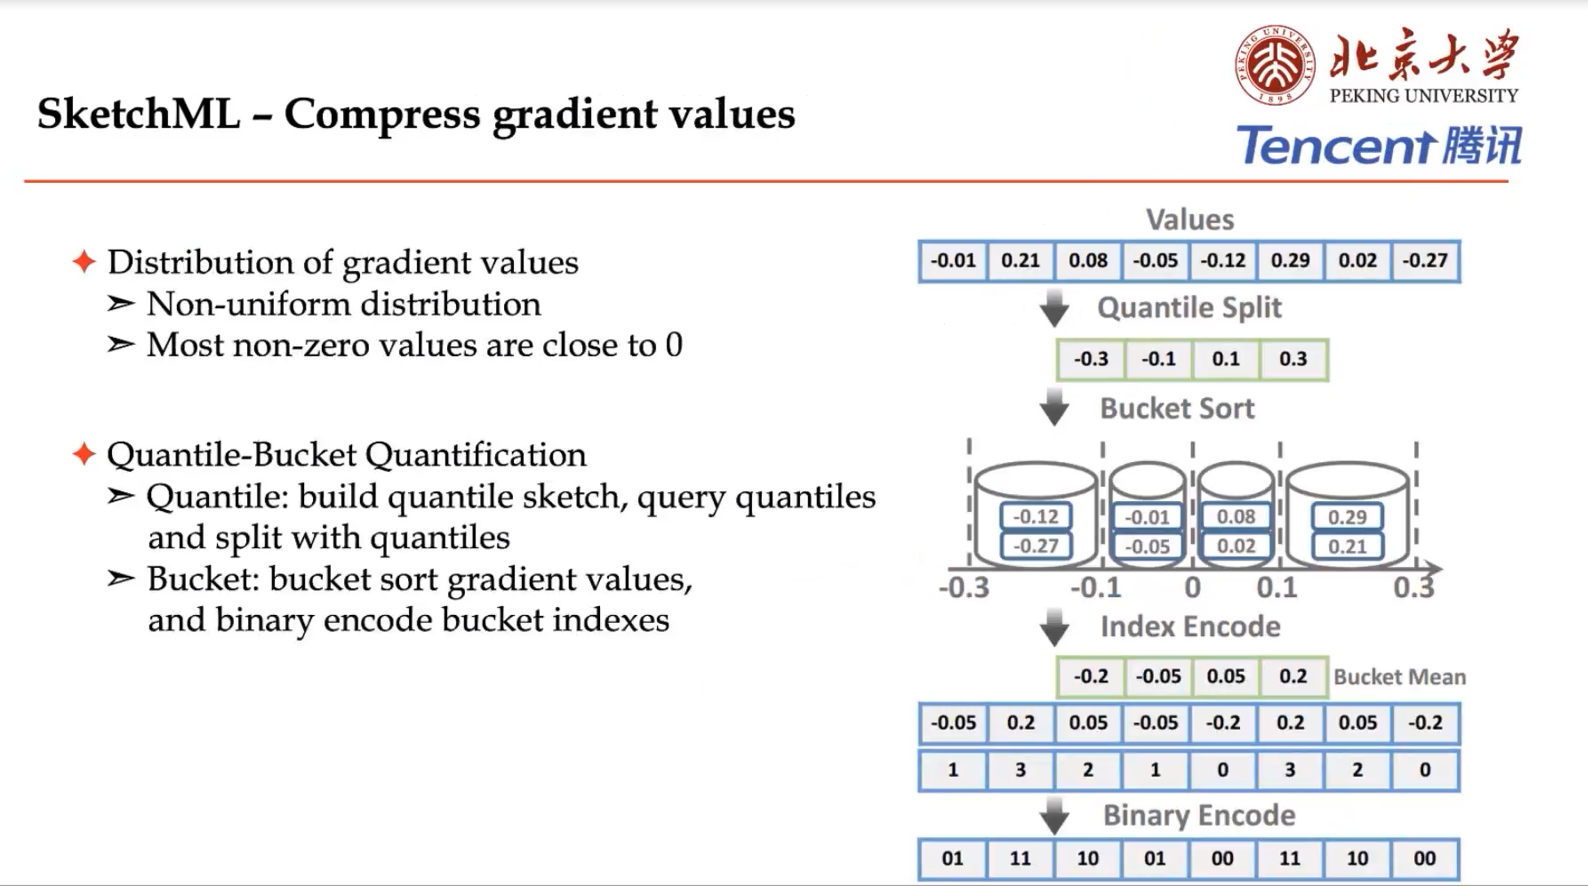 北京大学
PEKING UNIVERSITY
PEKING UNIVERSITY
1898
Tencent 腾讯
SketchML – Compress gradient values
Distribution of gradient values
Non-uniform distribution
Most non-zero values are close to 0
Quantile-Bucket Quantification
Quantile: build quantile sketch, query quantiles
and split with quantiles
Bucket: bucket sort gradient values,
and binary encode bucket indexes
Values
-0.01 0.21 0.08 -0.05 -0.12 0.29 0.02 -0.27
Quantile Split
-0.3 -0.1 0.1 0.3
Bucket Sort
-0.12 -0.01 0.08 0.29
-0.27 -0.05 0.02 0.21
-0.3 -0.1 0 0.1 0.3
Index Encode
-0.2 -0.05 0.05 0.2 Bucket Mean
-0.05 0.2 0.05 -0.05 -0.2 0.2 0.05 -0.2
1 3 2 1 0 3 2 0
Binary Encode
01 11 10 01 00 11 10 00